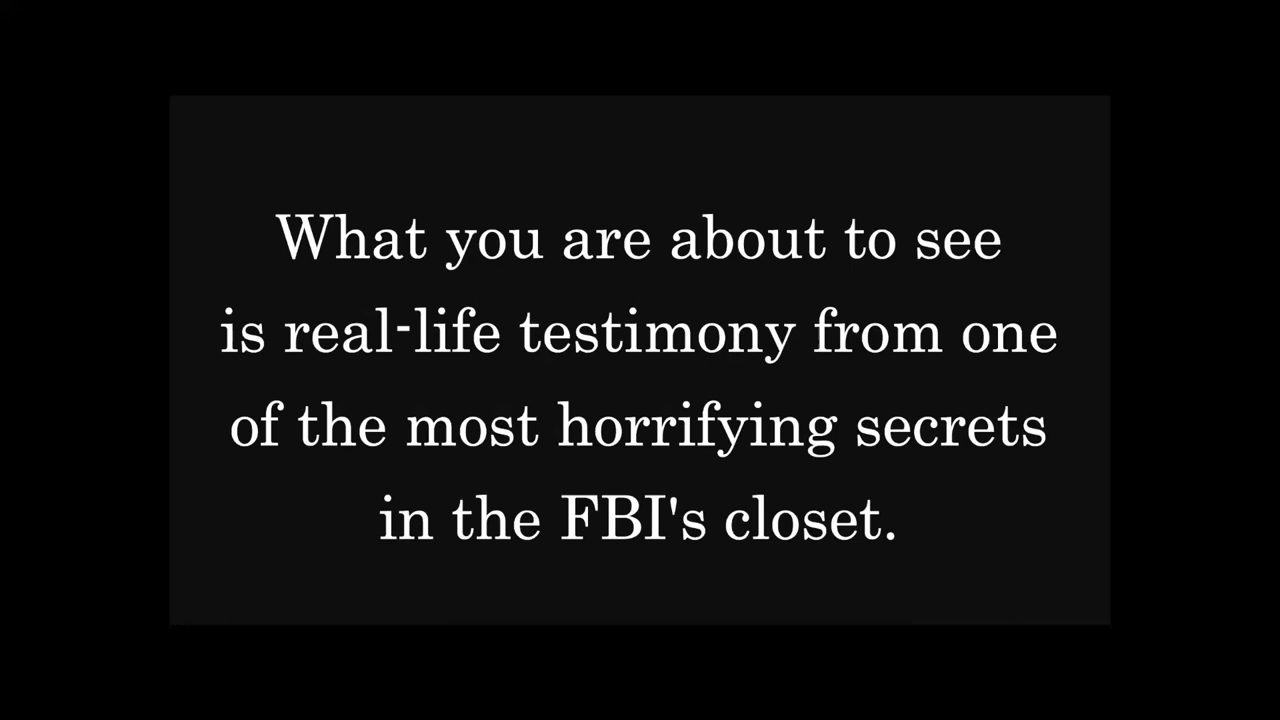 What you are about to see
is real-life testimony from one
of the most horrifying secrets
in the FBI's closet.